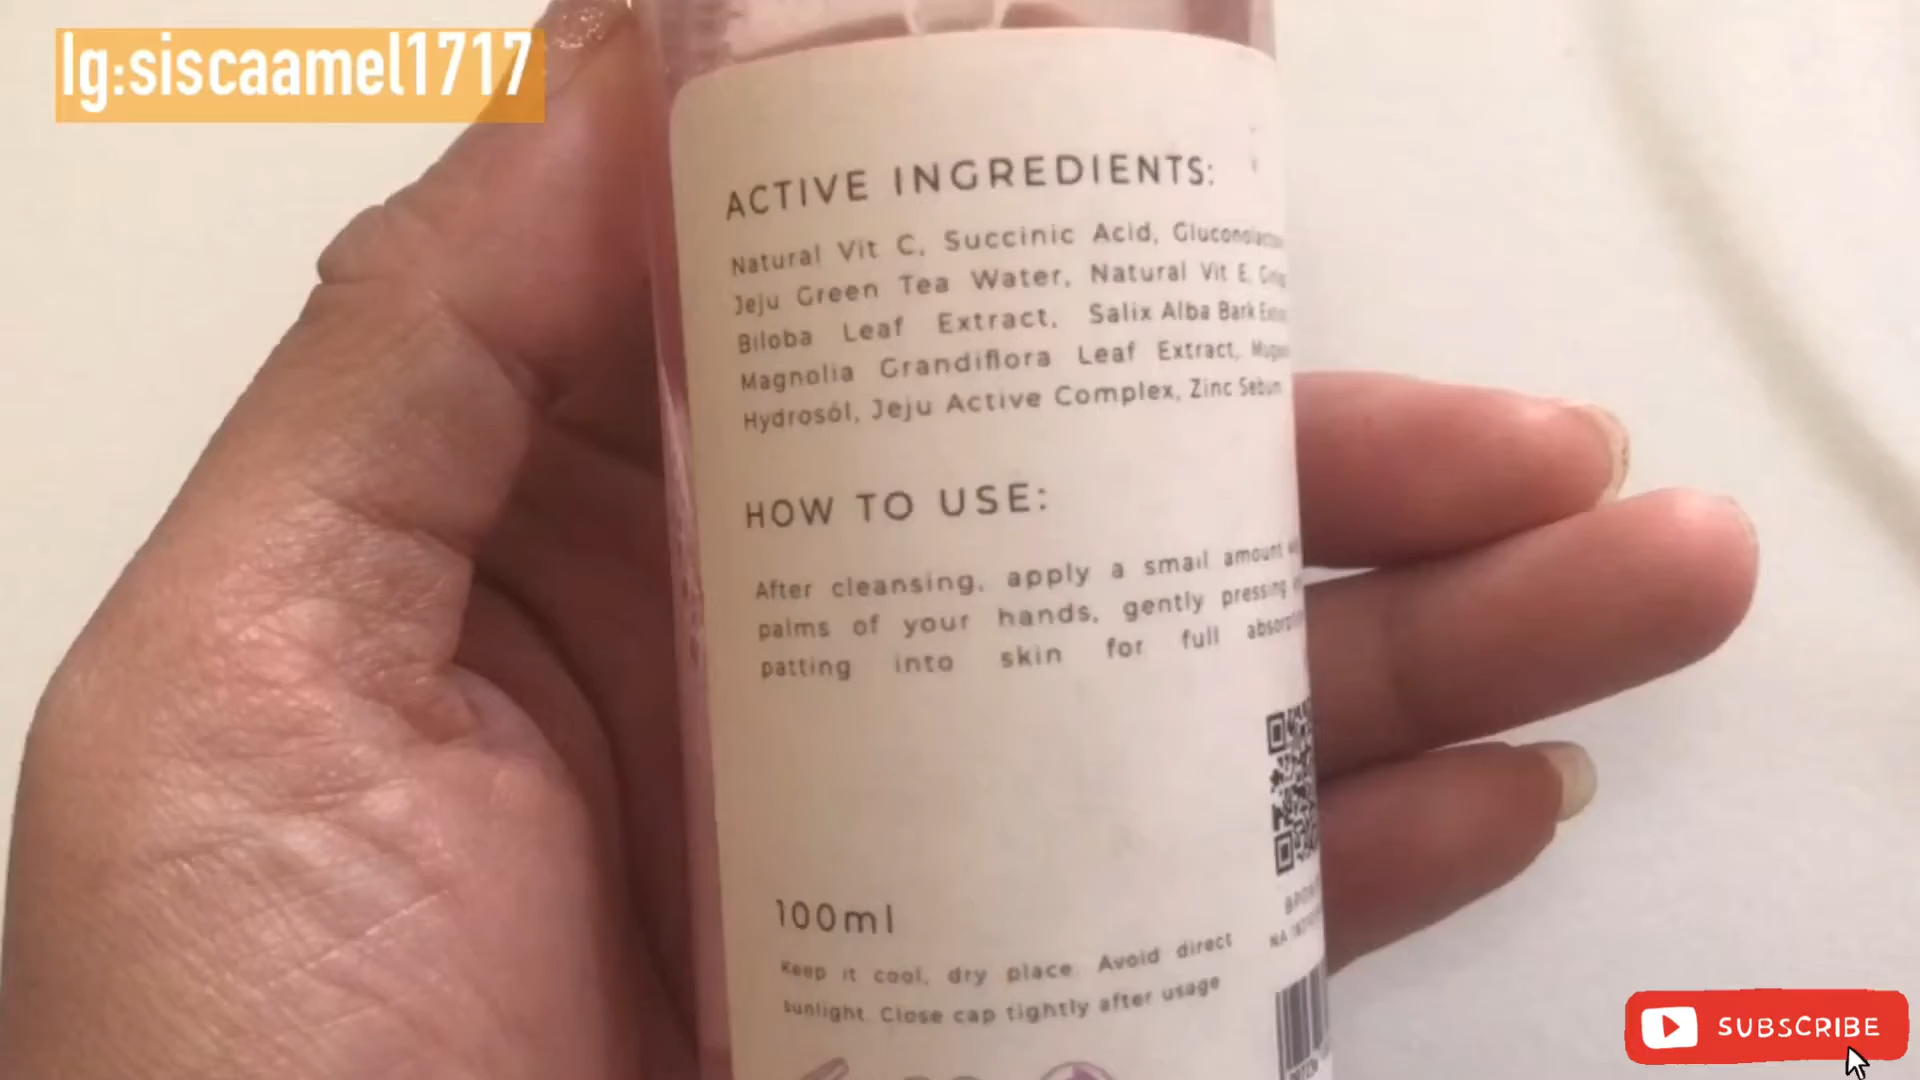 Ig:siscaamel1717
ACTIVE INGREDIENTS:
Natural Vit C, Succinic Acid,
Jeju Green Tea Water, Natural Vit E,
Biloba Leaf Extract, Salix Alba Bark
Magnolia Grandiflora Leaf Extract,
Hydrosol, Jeju Active Complex, Zinc
HOW TO USE:
After cleansing, apply a small amount
palms of your hands, gently pressing
patting into skin for full
100ml
Keep it cool, dry place. Avoid direct
sunlight. Close cap tightly after usage
SUBSCRIBE